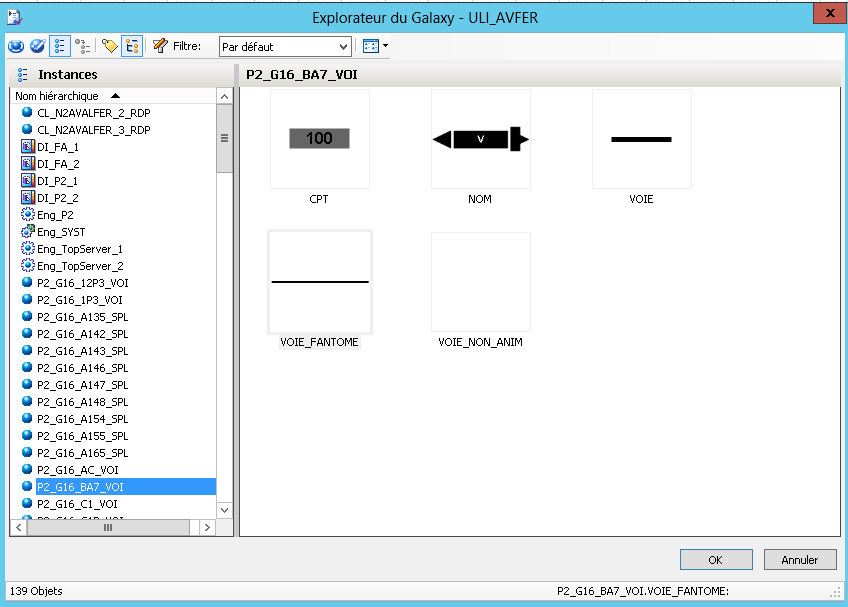 Explorateur du Galaxy - ULI_AVFER
x
Filtre:
Par défaut
Instances
P2_G16_BA7_VOI
Nom hiérarchique
CL_N2AVALFER_2_RDP
CL_N2AVALFER_3_RDP
DI_FA_1
DI_FA_2
DI_P2_1
DI_P2_2
Eng_P2
Eng_SYST
Eng_TopServer_1
Eng_TopServer_2
P2_G16_12P3_VOI
P2_G16_1P3_VOI
P2_G16_A135_SPL
P2_G16_A142_SPL
P2_G16_A143_SPL
P2_G16_A146_SPL
P2_G16_A147_SPL
P2_G16_A148_SPL
P2_G16_A154_SPL
P2_G16_A155_SPL
P2_G16_A165_SPL
P2_G16_AC_VOI
P2_G16_BA7_VOI
P2_G16_C1_VOI
100
V
CPT
NOM
VOIE
VOIE_FANTOME
VOIE_NON_ANIM
OK
Annuler
139 Objets
P2_G16_BA7_VOI.VOIE_FANTOME: